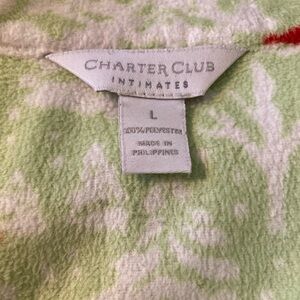 CHARTER CLUB
INTIMATES
L
100% POLYESTER
MADE IN
PHILIPPINES